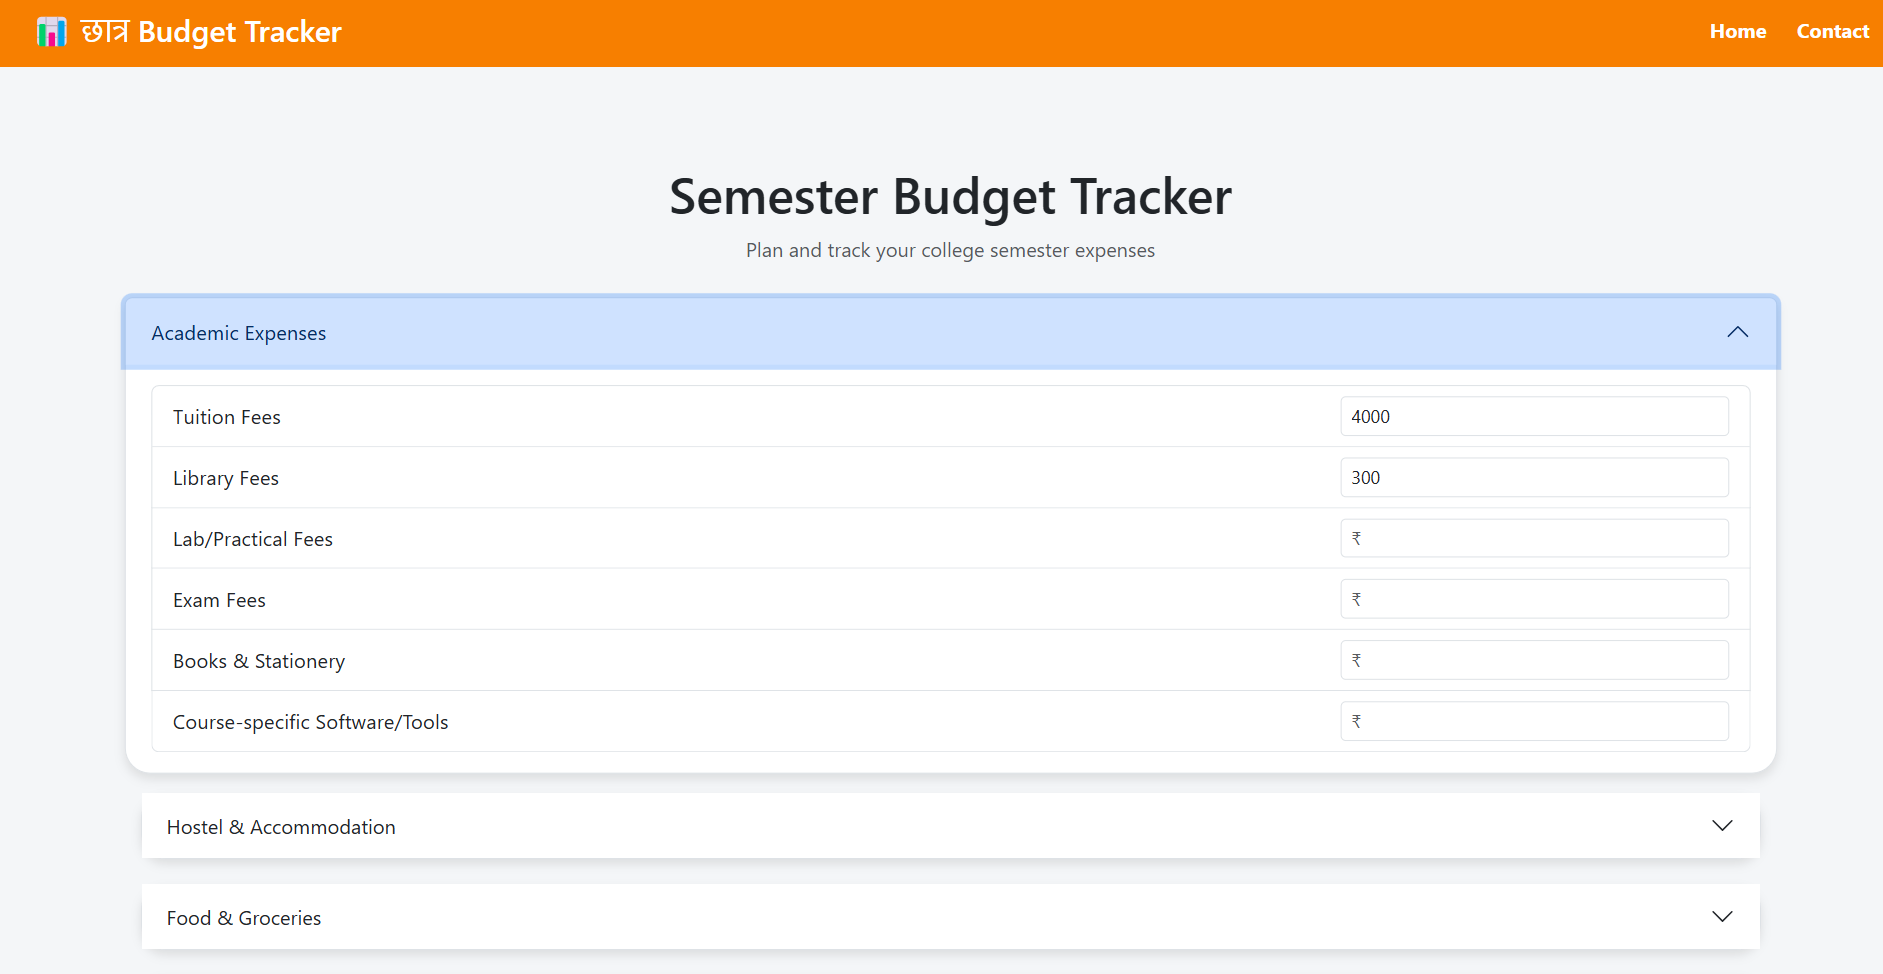 छात्र Budget Tracker
Home Contact
Semester Budget Tracker
Plan and track your college semester expenses
Academic Expenses
Tuition Fees 4000
Library Fees 300
Lab/Practical Fees ₹
Exam Fees ₹
Books & Stationery ₹
Course-specific Software/Tools ₹
Hostel & Accommodation
Food & Groceries